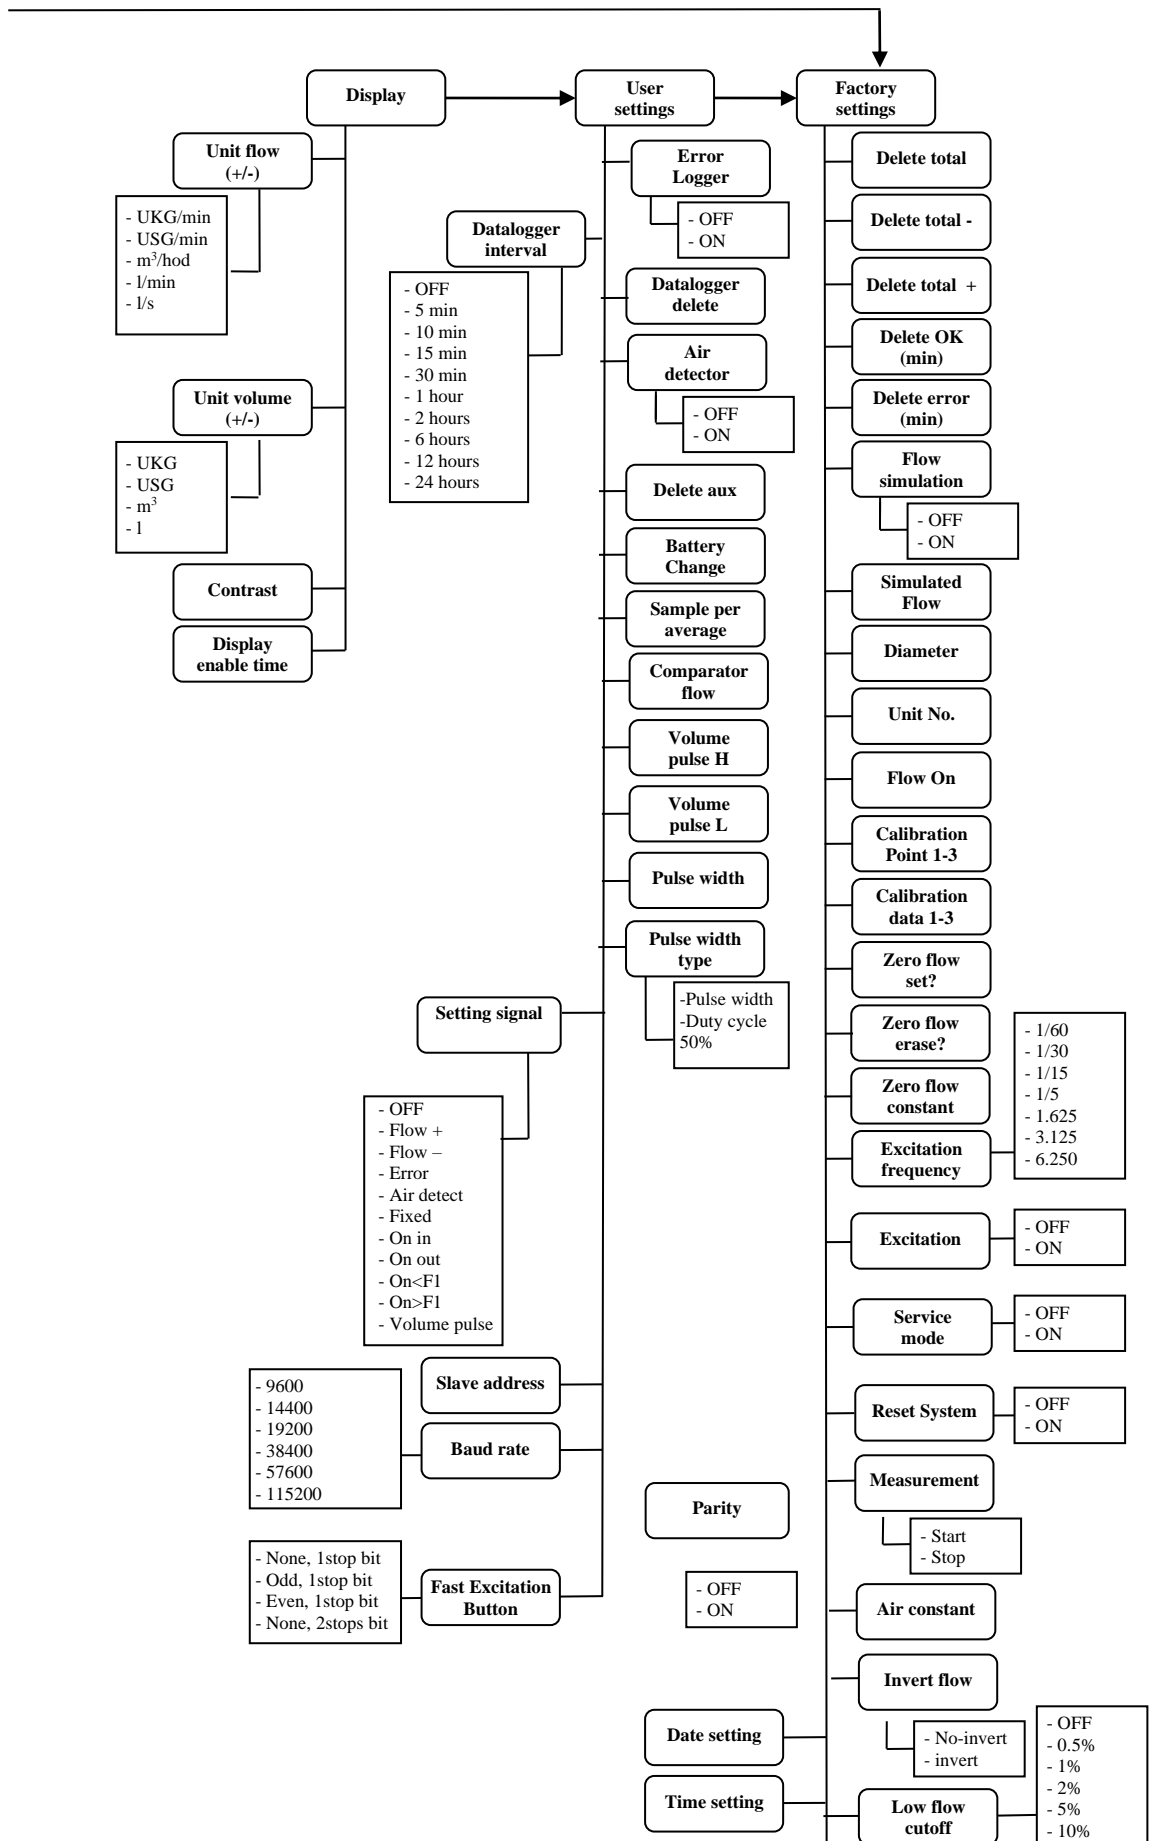 Display
User
settings
Factory
settings
Unit flow
(+/-)
- UKG/min
- USG/min
- m³/hod
- l/min
- l/s
Unit volume
(+/-)
- UKG
- USG
- m³
- l
Contrast
Display
enable time
Error
Logger
- OFF
- ON
Datalogger
interval
- OFF
- 5 min
- 10 min
- 15 min
- 30 min
- 1 hour
- 2 hours
- 6 hours
- 12 hours
- 24 hours
Datalogger
delete
Air
detector
- OFF
- ON
Delete aux
Battery
Change
Sample per
average
Comparator
flow
Volume
pulse H
Volume
pulse L
Pulse width
Pulse width
type
-Pulse width
-Duty cycle
50%
Setting signal
- OFF
- Flow +
- Flow –
- Error
- Air detect
- Fixed
- On in
- On out
- On<F1
- On>F1
- Volume pulse
Slave address
Baud rate
- 9600
- 14400
- 19200
- 38400
- 57600
- 115200
Fast Excitation
Button
- None, 1stop bit
- Odd, 1stop bit
- Even, 1stop bit
- None, 2stops bit
Parity
- OFF
- ON
Delete total
Delete total -
Delete total +
Delete OK
(min)
Delete error
(min)
Flow
simulation
- OFF
- ON
Simulated
Flow
Diameter
Unit No.
Flow On
Calibration
Point 1-3
Calibration
data 1-3
Zero flow
set?
Zero flow
erase?
Zero flow
constant
Excitation
frequency
- 1/60
- 1/30
- 1/15
- 1/5
- 1.625
- 3.125
- 6.250
Excitation
- OFF
- ON
Service
mode
- OFF
- ON
Reset System
- OFF
- ON
Measurement
- Start
- Stop
Air constant
Invert flow
- No-invert
- invert
Date setting
Time setting
Low flow
cutoff
- OFF
- 0.5%
- 1%
- 2%
- 5%
- 10%